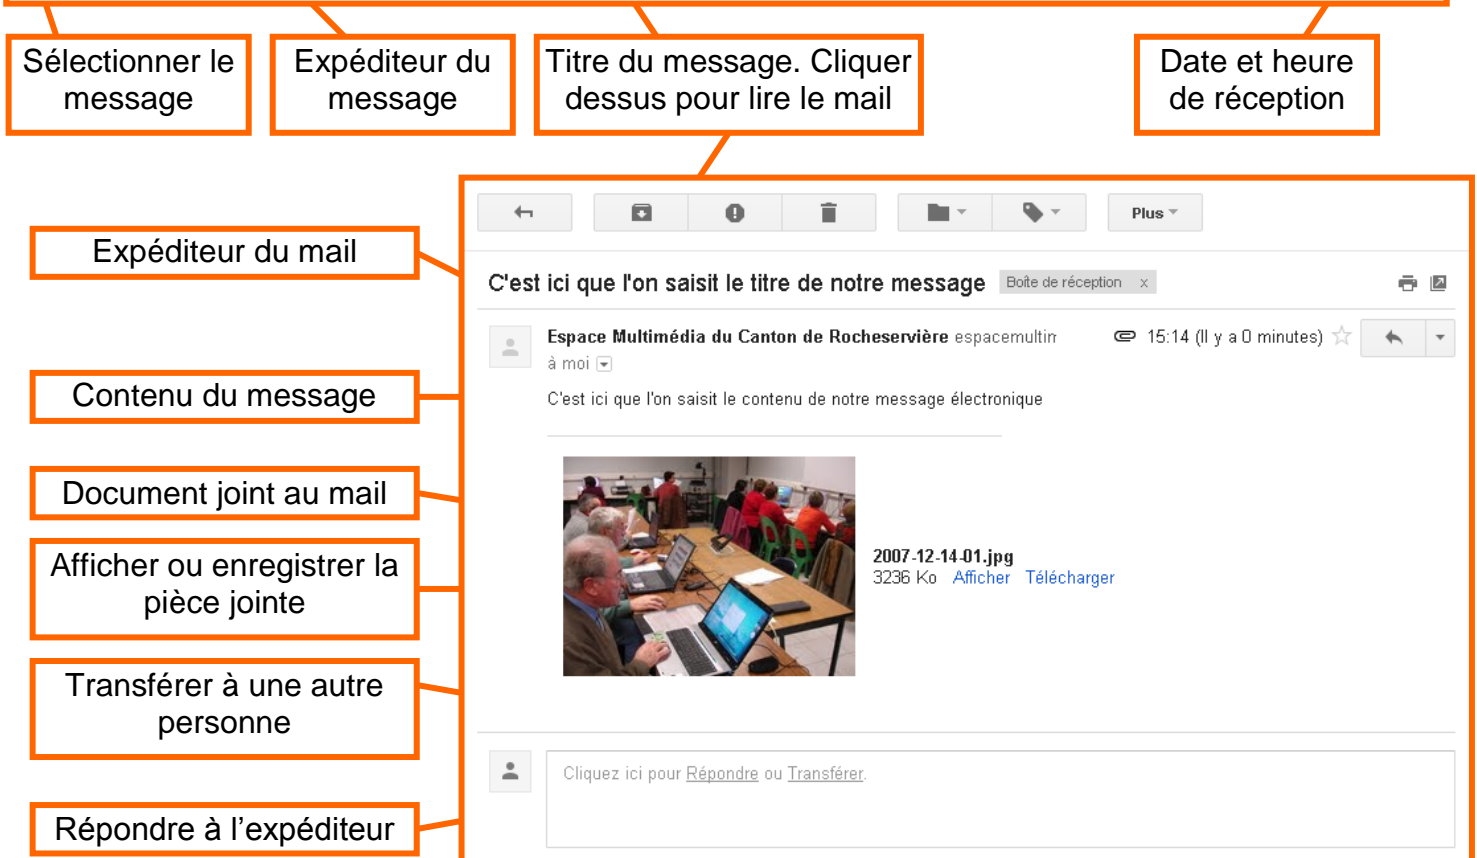 Sélectionner le
message
Expéditeur du
message
Titre du message. Cliquer
dessus pour lire le mail
Date et heure
de réception
Plus
Expéditeur du mail
C'est ici que l'on saisit le titre de notre message Boîte de réception x
Espace Multimédia du Canton de Rocheservière espacemultim 15:14 (Il y a 0 minutes)
à moi
Contenu du message
C'est ici que l'on saisit le contenu de notre message électronique
Document joint au mail
Afficher ou enregistrer la
pièce jointe
2007-12-14-01.jpg
3236 Ko Afficher Télécharger
Transférer à une autre
personne
Cliquez ici pour Répondre ou Transférer.
Répondre à l’expéditeur